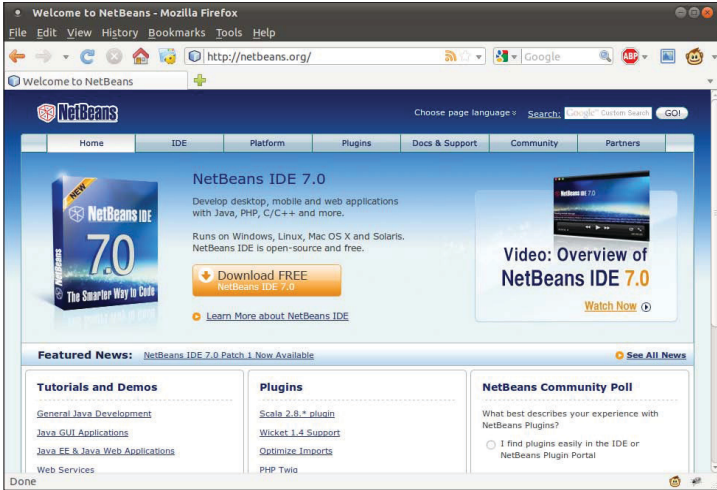 Welcome to NetBeans - Mozilla Firefox
File Edit View History Bookmarks Tools Help
http://netbeans.org/
Google
ABP
Welcome to NetBeans
NetBeans
Choose page language
Search:
Google™ Custom Search
GO!
Home IDE Platform Plugins Docs & Support Community Partners
NEW
NetBeans IDE
7.0
The Smarter Way to Code
NetBeans
NetBeans IDE 7.0
Develop desktop, mobile and web applications
with Java, PHP, C/C++ and more.
Runs on Windows, Linux, Mac OS X and Solaris.
NetBeans IDE is open-source and free.
Download FREE
NetBeans IDE 7.0
Learn More about NetBeans IDE
NetBeans IDE 7.0
Video: Overview of
NetBeans IDE 7.0
Watch Now
Featured News: NetBeans IDE 7.0 Patch 1 Now Available
See All News
Tutorials and Demos
General Java Development
Java GUI Applications
Java EE & Java Web Applications
Web Services
Plugins
Scala 2.8.* plugin
Wicket 1.4 Support
Optimize Imports
PHP Twig
NetBeans Community Poll
What best describes your experience with
NetBeans Plugins?
I find plugins easily in the IDE or
NetBeans Plugin Portal
Done